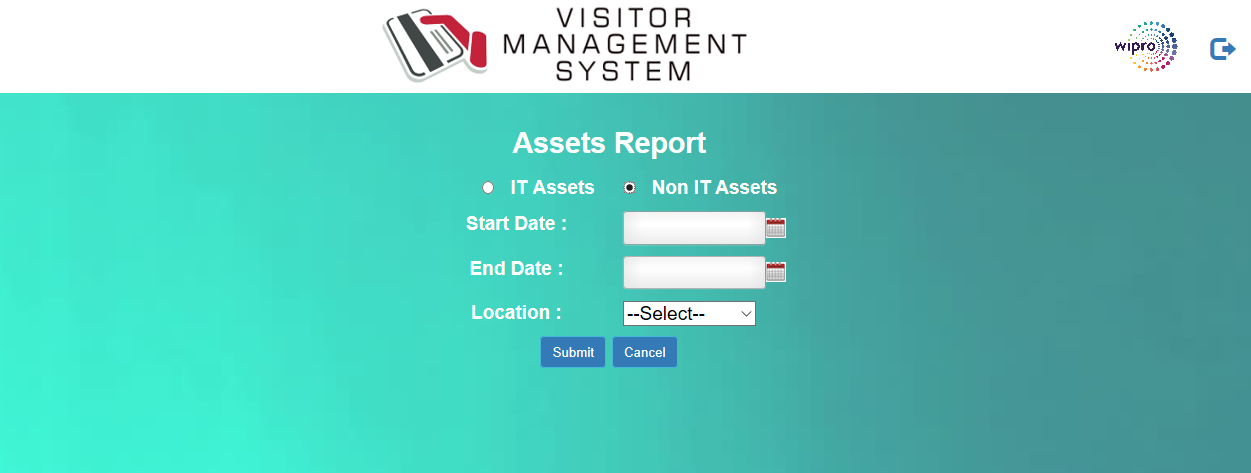 VISITOR
MANAGEMENT
SYSTEM
wipro
Assets Report
IT Assets Non IT Assets
Start Date :
End Date :
Location : --Select--
Submit Cancel